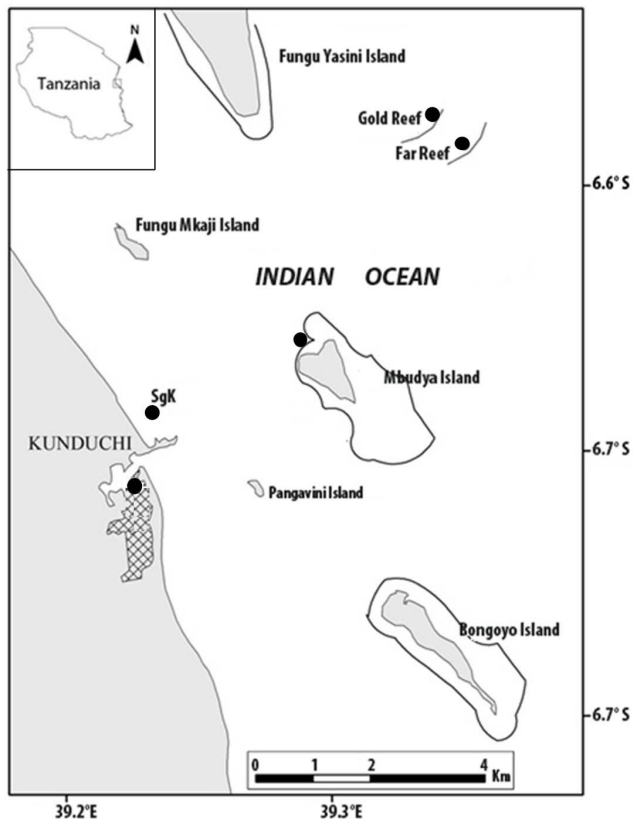 N
Tanzania
Fungu Yasini Island
Gold Reef
Far Reef
6.6° S
Fungu Mkaji Island
INDIAN OCEAN
Mbudya Island
SgK
KUNDUCHI
6.7° S
Pangavini Island
Bongoyo Island
6.7° S
0 1 2 4
Km
39.2°E 39.3°E